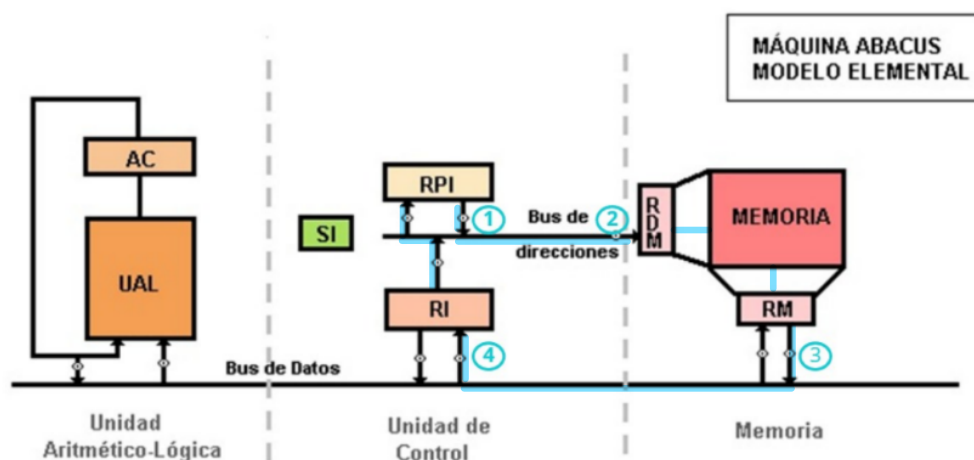 MÁQUINA ABACUS
MODELO ELEMENTAL
AC
RPI
SI
1
Bus de
2
direcciones
RDM
MEMORIA
UAL
RI
RM
4
3
Bus de Datos
Unidad
Aritmético-Lógica
Unidad de
Control
Memoria